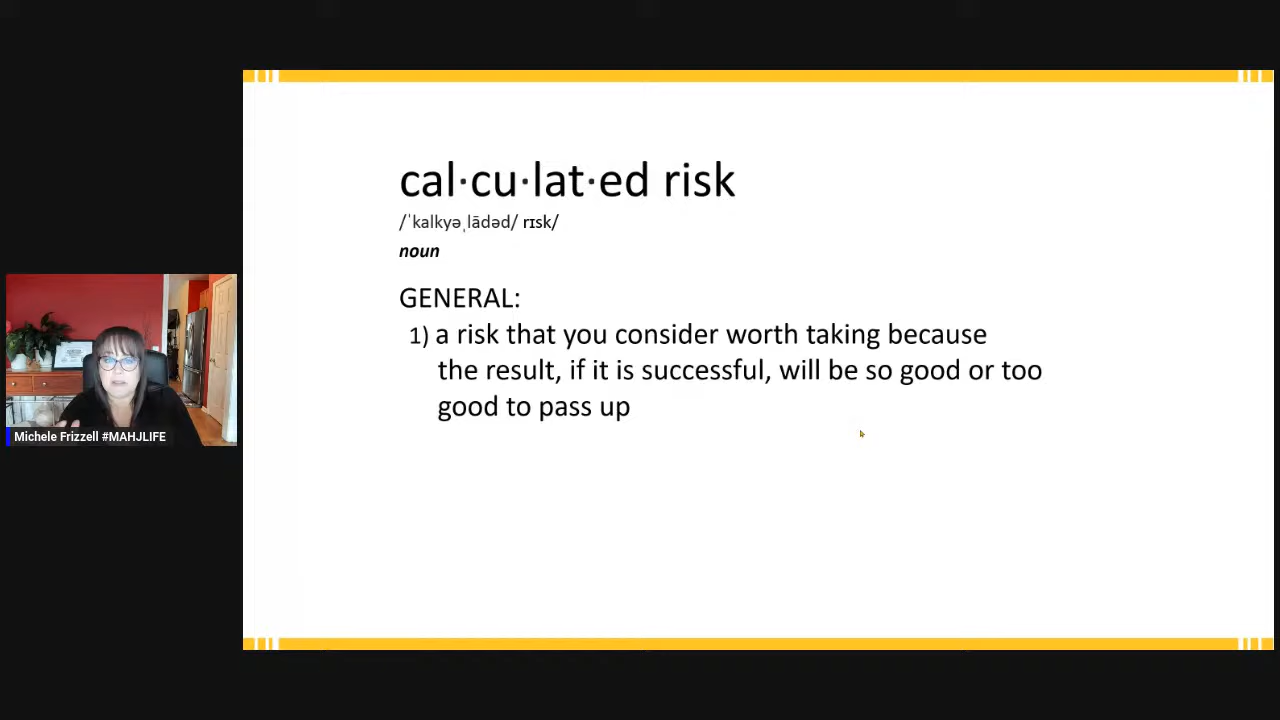 cal·cu·lat·ed risk
/ˈkalkyəˌlādəd/ rɪsk/
noun
GENERAL:
1) a risk that you consider worth taking because
the result, if it is successful, will be so good or too
good to pass up
Michele Frizzell #MAHJLIFE